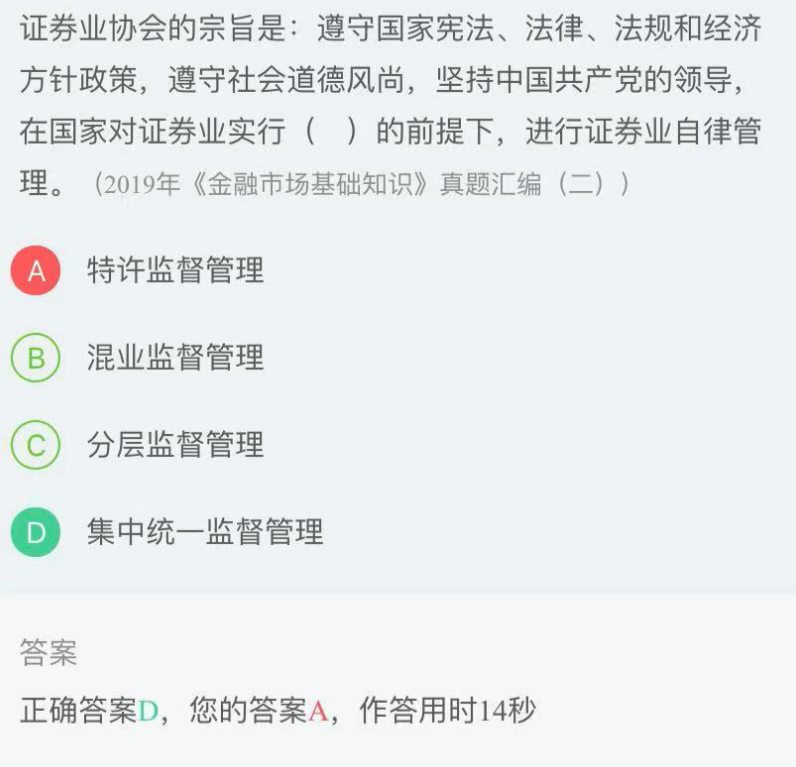 证券业协会的宗旨是：遵守国家宪法、法律、法规和经济
方针政策，遵守社会道德风尚，坚持中国共产党的领导，
在国家对证券业实行（ ）的前提下，进行证券业自律管
理。（2019年《金融市场基础知识》真题汇编（二））
A 特许监督管理
B 混业监督管理
C 分层监督管理
D 集中统一监督管理
答案
正确答案D，您的答案A，作答用时14秒